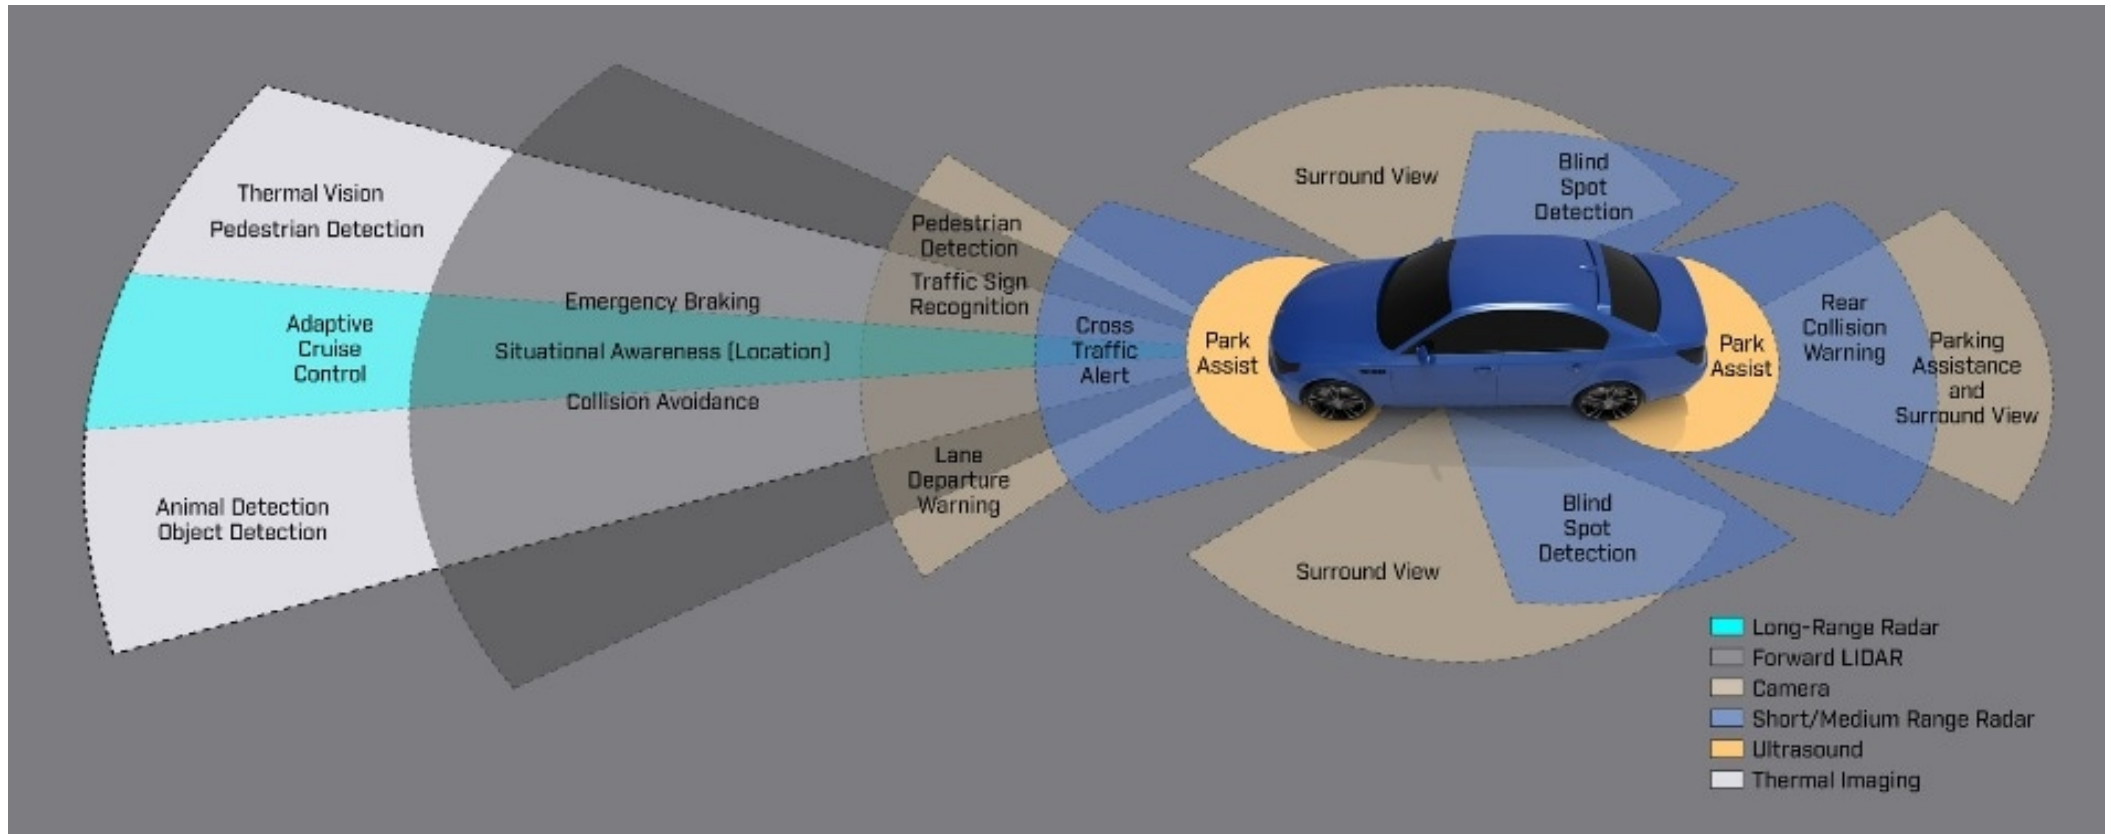 Thermal Vision
Pedestrian Detection
Adaptive
Cruise
Control
Animal Detection
Object Detection
Emergency Braking
Situational Awareness (Location)
Collision Avoidance
Pedestrian
Detection
Traffic Sign
Recognition
Lane
Departure
Warning
Cross
Traffic
Alert
Park
Assist
Surround View
Blind
Spot
Detection
Surround View
Blind
Spot
Detection
Park
Assist
Rear
Collision
Warning
Parking
Assistance
and
Surround View
Long-Range Radar
Forward LIDAR
Camera
Short/Medium Range Radar
Ultrasound
Thermal Imaging